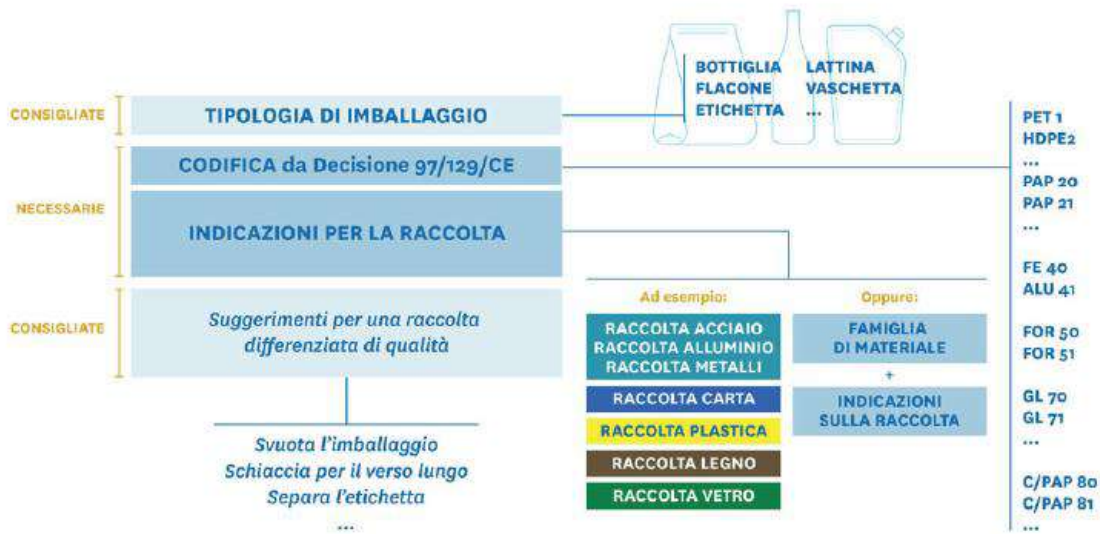 BOTTIGLIA LATTINA
FLACONE VASCHETTA
ETICHETTA ...
CONSIGLIATE
TIPOLOGIA DI IMBALLAGGIO
NECESSARIE
CODIFICA da Decisione 97/129/CE
INDICAZIONI PER LA RACCOLTA
CONSIGLIATE
Suggerimenti per una raccolta
differenziata di qualità
Svuota l'imballaggio
Schiaccia per il verso lungo
Separa l'etichetta
...
Ad esempio:
RACCOLTA ACCIAIO
RACCOLTA ALLUMINIO
RACCOLTA METALLI
RACCOLTA CARTA
RACCOLTA PLASTICA
RACCOLTA LEGNO
RACCOLTA VETRO
Oppure:
FAMIGLIA
DI MATERIALE
+
INDICAZIONI
SULLA RACCOLTA
PET 1
HDPE2
...
PAP 20
PAP 21
...
FE 40
ALU 41
FOR 50
FOR 51
GL 70
GL 71
...
C/PAP 80
C/PAP 81
...